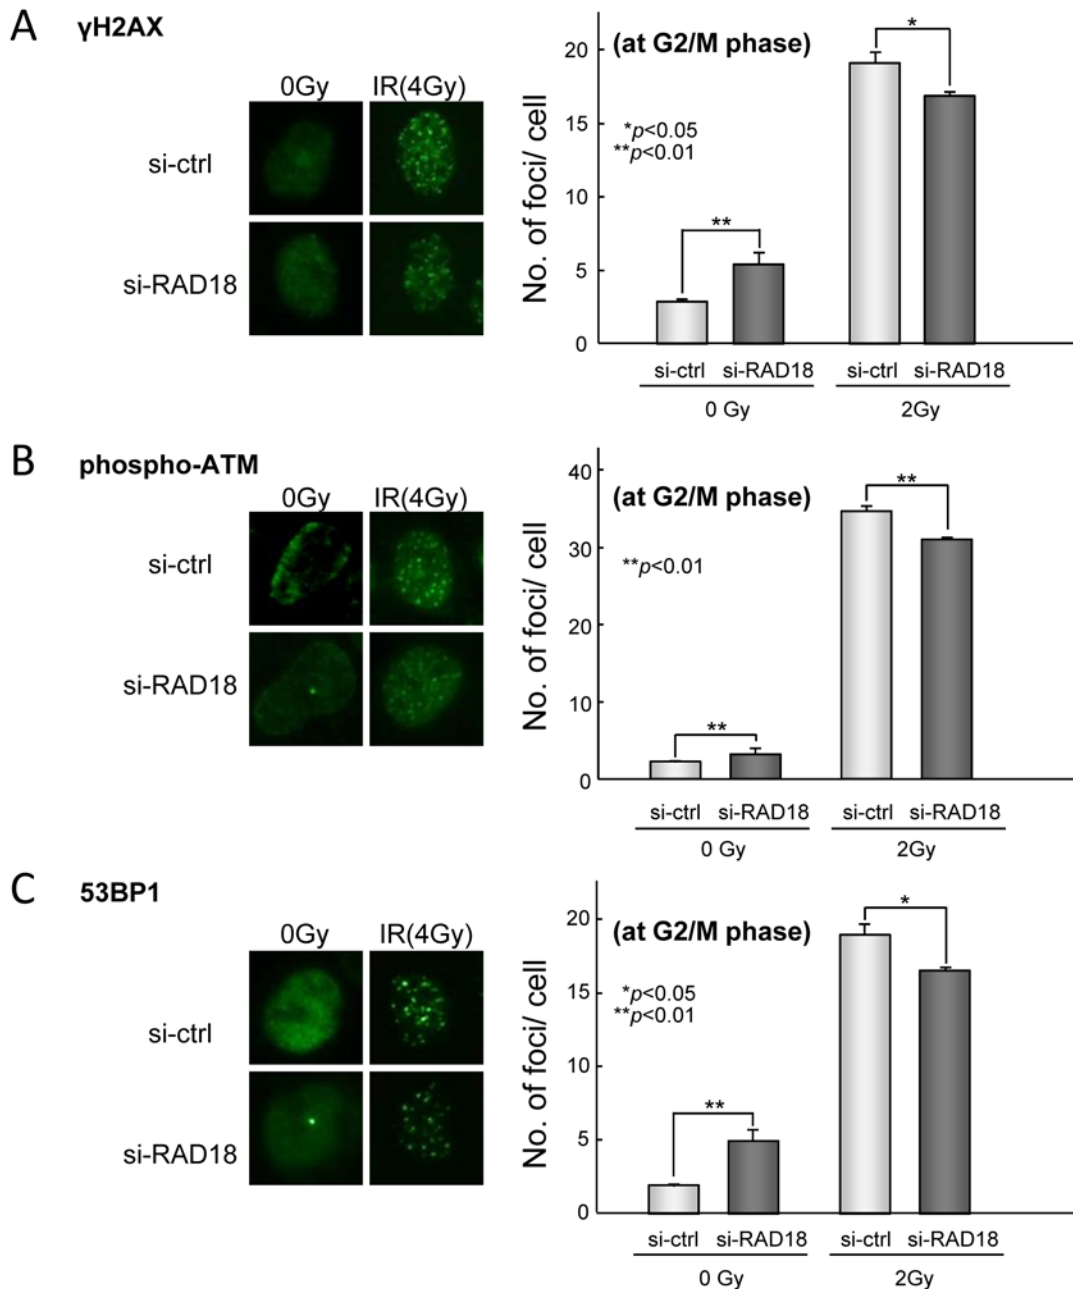 A γH2AX
0Gy IR(4Gy)
si-ctrl
si-RAD18
No. of foci/ cell
20
15
10
5
0
(at G2/M phase)
*p<0.05
**p<0.01
**
*
si-ctrl si-RAD18 si-ctrl si-RAD18
0 Gy 2Gy
B phospho-ATM
0Gy IR(4Gy)
si-ctrl
si-RAD18
No. of foci/ cell
40
30
20
10
0
(at G2/M phase)
**p<0.01
**
**
si-ctrl si-RAD18 si-ctrl si-RAD18
0 Gy 2Gy
C 53BP1
0Gy IR(4Gy)
si-ctrl
si-RAD18
No. of foci/ cell
20
15
10
5
0
(at G2/M phase)
*p<0.05
**p<0.01
**
*
si-ctrl si-RAD18 si-ctrl si-RAD18
0 Gy 2Gy